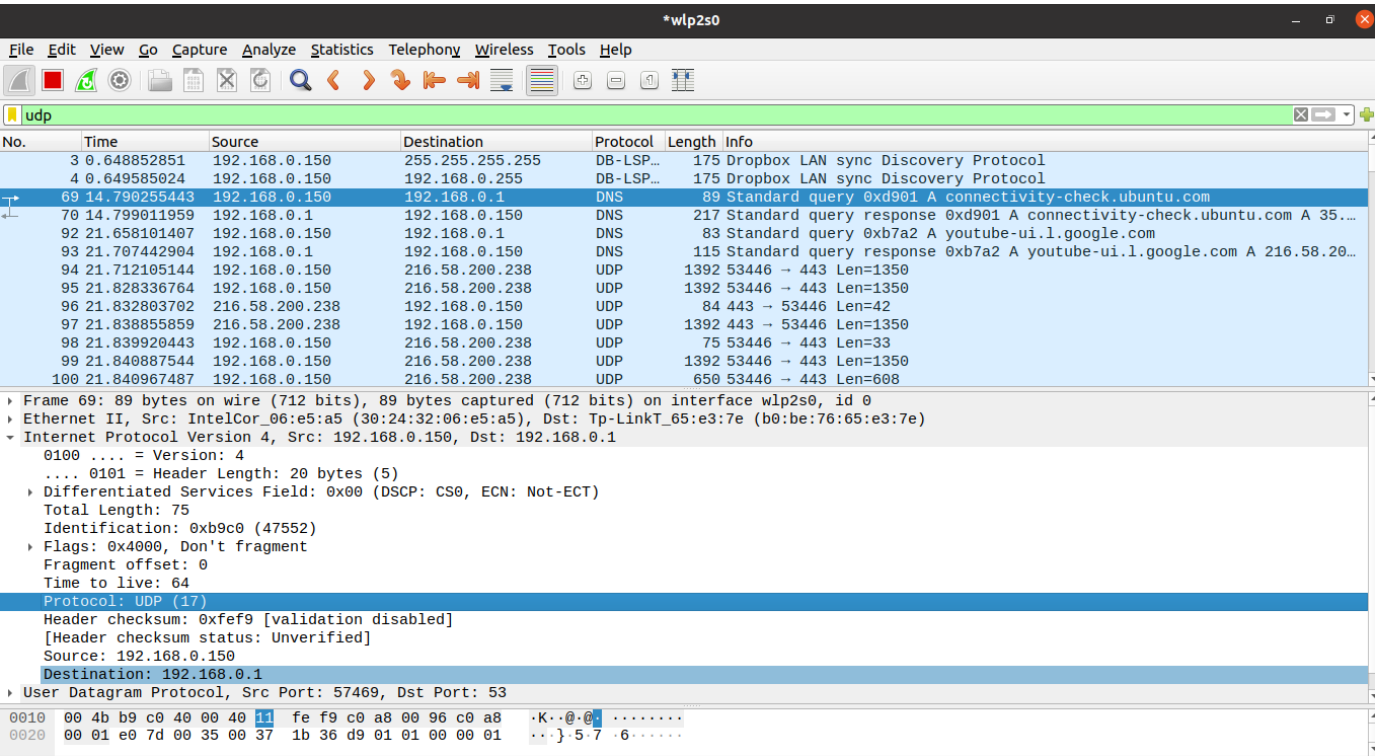 *wlp2s0
File Edit View Go Capture Analyze Statistics Telephony Wireless Tools Help
udp
No. Time Source Destination Protocol Length Info
3 0.648852851 192.168.0.150 255.255.255.255 DB-LSP… 175 Dropbox LAN sync Discovery Protocol
4 0.649585024 192.168.0.150 192.168.0.255 DB-LSP… 175 Dropbox LAN sync Discovery Protocol
69 14.790255443 192.168.0.150 192.168.0.1 DNS 89 Standard query 0xd901 A connectivity-check.ubuntu.com
70 14.799011959 192.168.0.1 192.168.0.150 DNS 217 Standard query response 0xd901 A connectivity-check.ubuntu.com A 35.…
92 21.658101407 192.168.0.150 192.168.0.1 DNS 83 Standard query 0xb7a2 A youtube-ui.l.google.com
93 21.707442904 192.168.0.1 192.168.0.150 DNS 115 Standard query response 0xb7a2 A youtube-ui.l.google.com A 216.58.20…
94 21.712105144 192.168.0.150 216.58.200.238 UDP 1392 53446 → 443 Len=1350
95 21.828336764 192.168.0.150 216.58.200.238 UDP 1392 53446 → 443 Len=1350
96 21.832803702 216.58.200.238 192.168.0.150 UDP 84 443 → 53446 Len=42
97 21.838855859 216.58.200.238 192.168.0.150 UDP 1392 443 → 53446 Len=1350
98 21.839920443 192.168.0.150 216.58.200.238 UDP 75 53446 → 443 Len=33
99 21.840887544 192.168.0.150 216.58.200.238 UDP 1392 53446 → 443 Len=1350
100 21.840967487 192.168.0.150 216.58.200.238 UDP 650 53446 → 443 Len=608
Frame 69: 89 bytes on wire (712 bits), 89 bytes captured (712 bits) on interface wlp2s0, id 0
Ethernet II, Src: IntelCor_06:e5:a5 (30:24:32:06:e5:a5), Dst: Tp-LinkT_65:e3:7e (b0:be:76:65:e3:7e)
Internet Protocol Version 4, Src: 192.168.0.150, Dst: 192.168.0.1
0100 .... = Version: 4
.... 0101 = Header Length: 20 bytes (5)
Differentiated Services Field: 0x00 (DSCP: CS0, ECN: Not-ECT)
Total Length: 75
Identification: 0xb9c0 (47552)
Flags: 0x4000, Don't fragment
Fragment offset: 0
Time to live: 64
Protocol: UDP (17)
Header checksum: 0xfef9 [validation disabled]
[Header checksum status: Unverified]
Source: 192.168.0.150
Destination: 192.168.0.1
User Datagram Protocol, Src Port: 57469, Dst Port: 53
0010 00 4b b9 c0 40 00 40 11 fe f9 c0 a8 00 96 c0 a8 ·K··@·@· ········
0020 00 01 e0 7d 00 35 00 37 1b 36 d9 01 01 00 00 01 ···}·5·7 ·6······